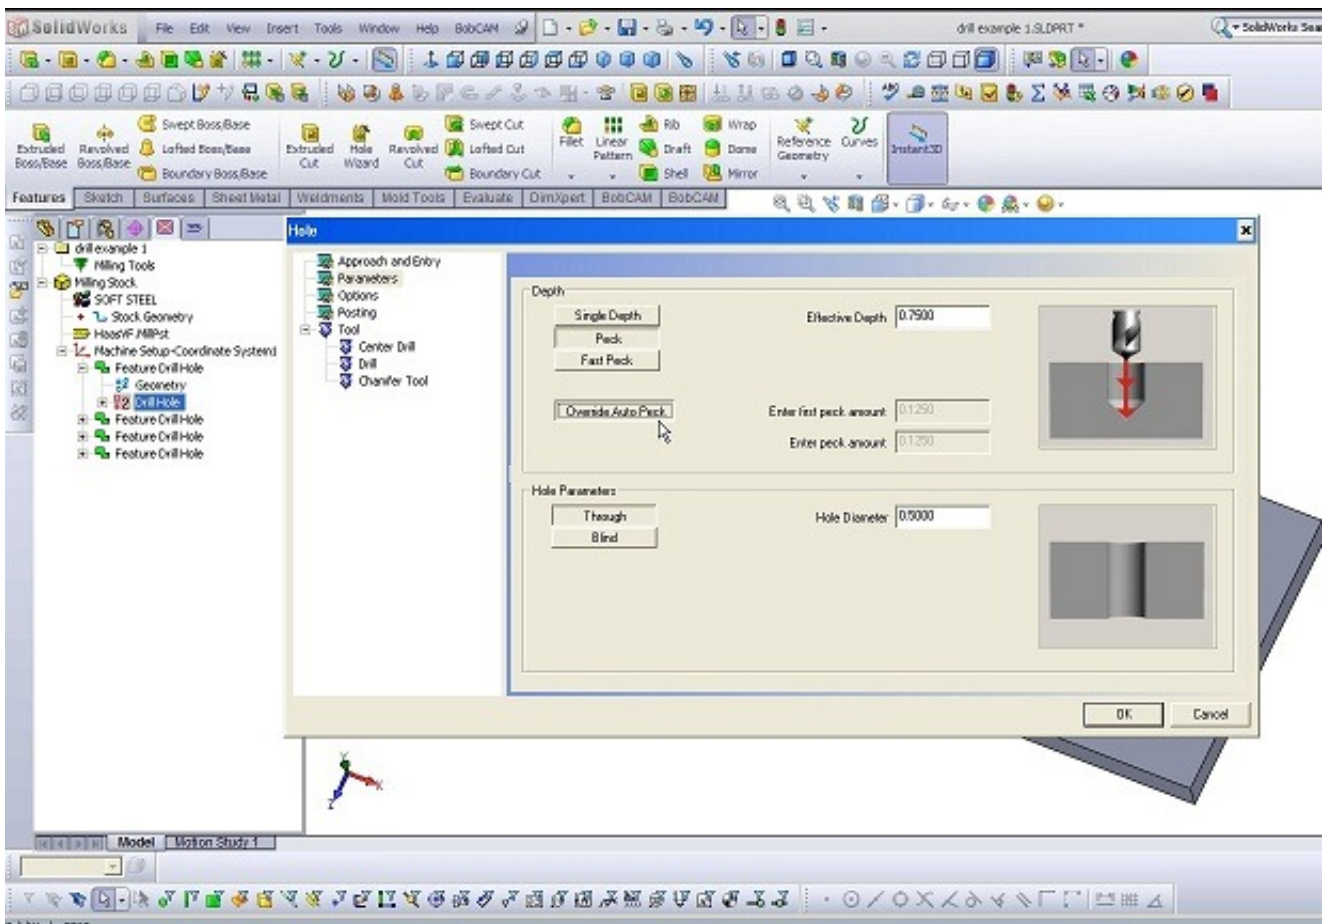 SolidWorks File Edit View Insert Tools Window Help BobCAM drill example 1.SLDPRT * SolidWorks Sea
Extruded Boss/Base
Revolved Boss/Base
Swept Boss/Base
Lofted Boss/Base
Boundary Boss/Base
Extruded Cut
Hole Wizard
Revolved Cut
Swept Cut
Lofted Cut
Boundary Cut
Fillet
Linear Pattern
Rib
Draft
Shell
Wrap
Dome
Mirror
Reference Geometry
Curves
Instant3D
Features Sketch Surfaces Sheet Metal Weldments Mold Tools Evaluate DimXpert BobCAM BobCAM
drill example 1
Milling Tools
Milling Stock
SOFT STEEL
Stock Geometry
HaasVF.MillPst
Machine Setup-Coordinate System1
Feature Drill Hole
Geometry
Drill Hole
Feature Drill Hole
Feature Drill Hole
Feature Drill Hole
Hole
Approach and Entry
Parameters
Options
Posting
Tool
Center Drill
Drill
Chamfer Tool
Depth
Single Depth
Peck
Fast Peck
Override Auto Peck
Effective Depth 0.7500
Enter first peck amount 0.1250
Enter peck amount 0.1250
Hole Parameters
Through
Blind
Hole Diameter 0.5000
OK Cancel
Y
X
Z
Model Motion Study 1